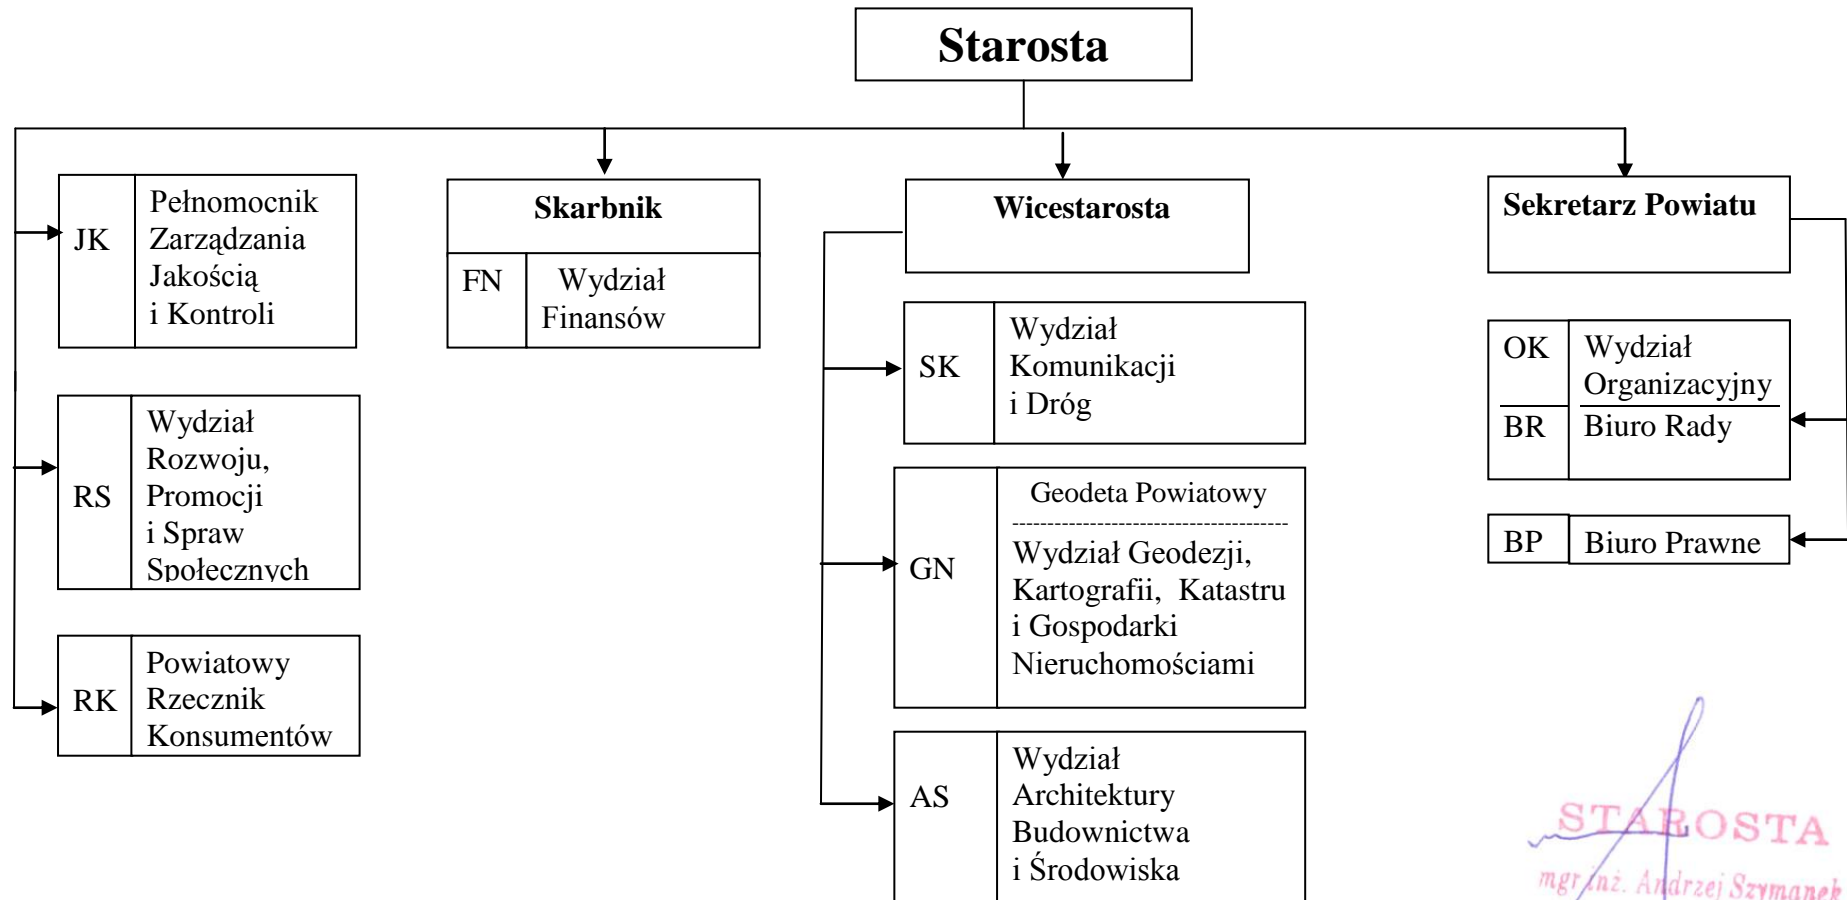 Starosta
JK
Pełnomocnik
Zarządzania
Jakością
i Kontroli
RS
Wydział
Rozwoju,
Promocji
i Spraw
Społecznych
RK
Powiatowy
Rzecznik
Konsumentów
Skarbnik
FN
Wydział
Finansów
Wicestarosta
SK
Wydział
Komunikacji
i Dróg
GN
Geodeta Powiatowy
Wydział Geodezji,
Kartografii, Katastru
i Gospodarki
Nieruchomościami
AS
Wydział
Architektury
Budownictwa
i Środowiska
Sekretarz Powiatu
OK
Wydział
Organizacyjny
BR
Biuro Rady
BP
Biuro Prawne
STAROSTA
mgr inż. Andrzej Szymanek